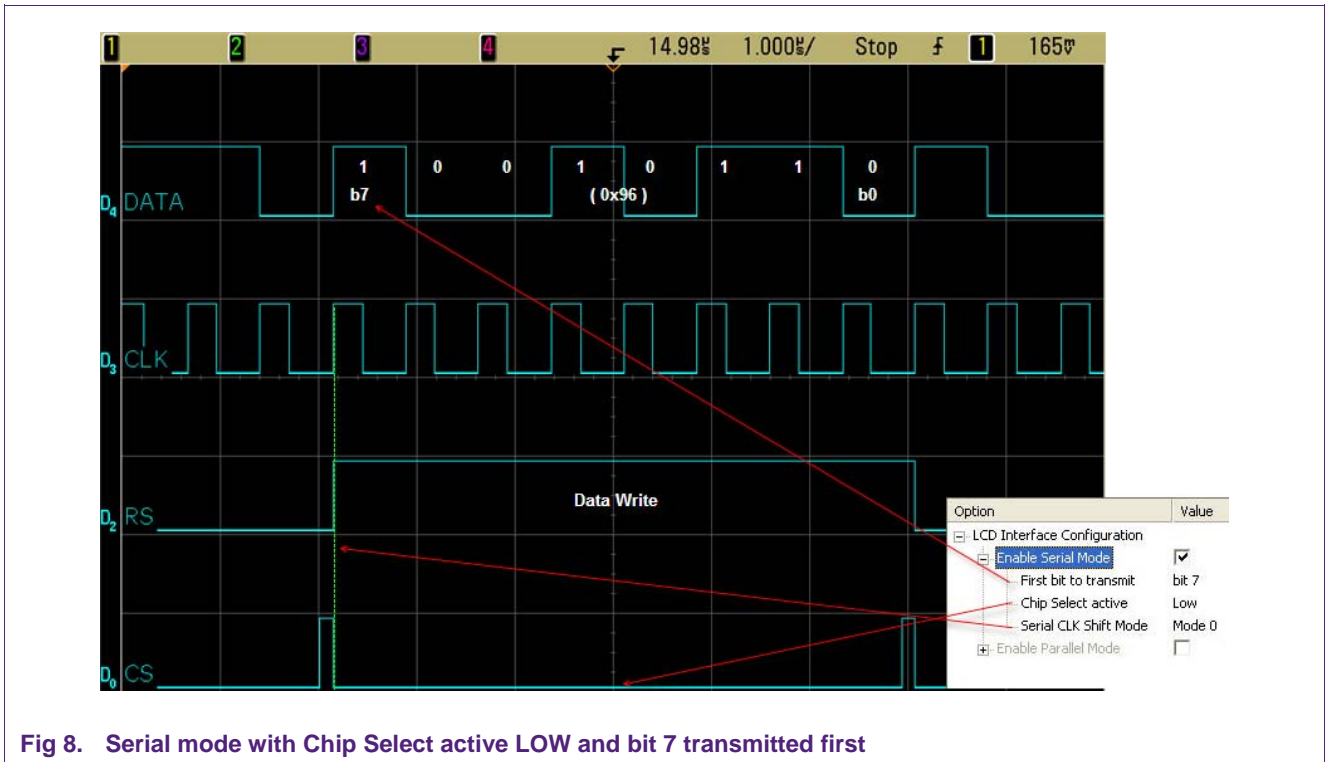 1 2 3 4 14.98µs 1.000µs/ Stop 1 165mV
1 0 0 1 0 1 1 0
b7 ( 0x96 ) b0
D4 DATA
D3 CLK
Data Write
D2 RS
Option Value
LCD Interface Configuration
Enable Serial Mode
First bit to transmit bit 7
Chip Select active Low
Serial CLK Shift Mode Mode 0
Enable Parallel Mode
D0 CS
Fig 8. Serial mode with Chip Select active LOW and bit 7 transmitted first